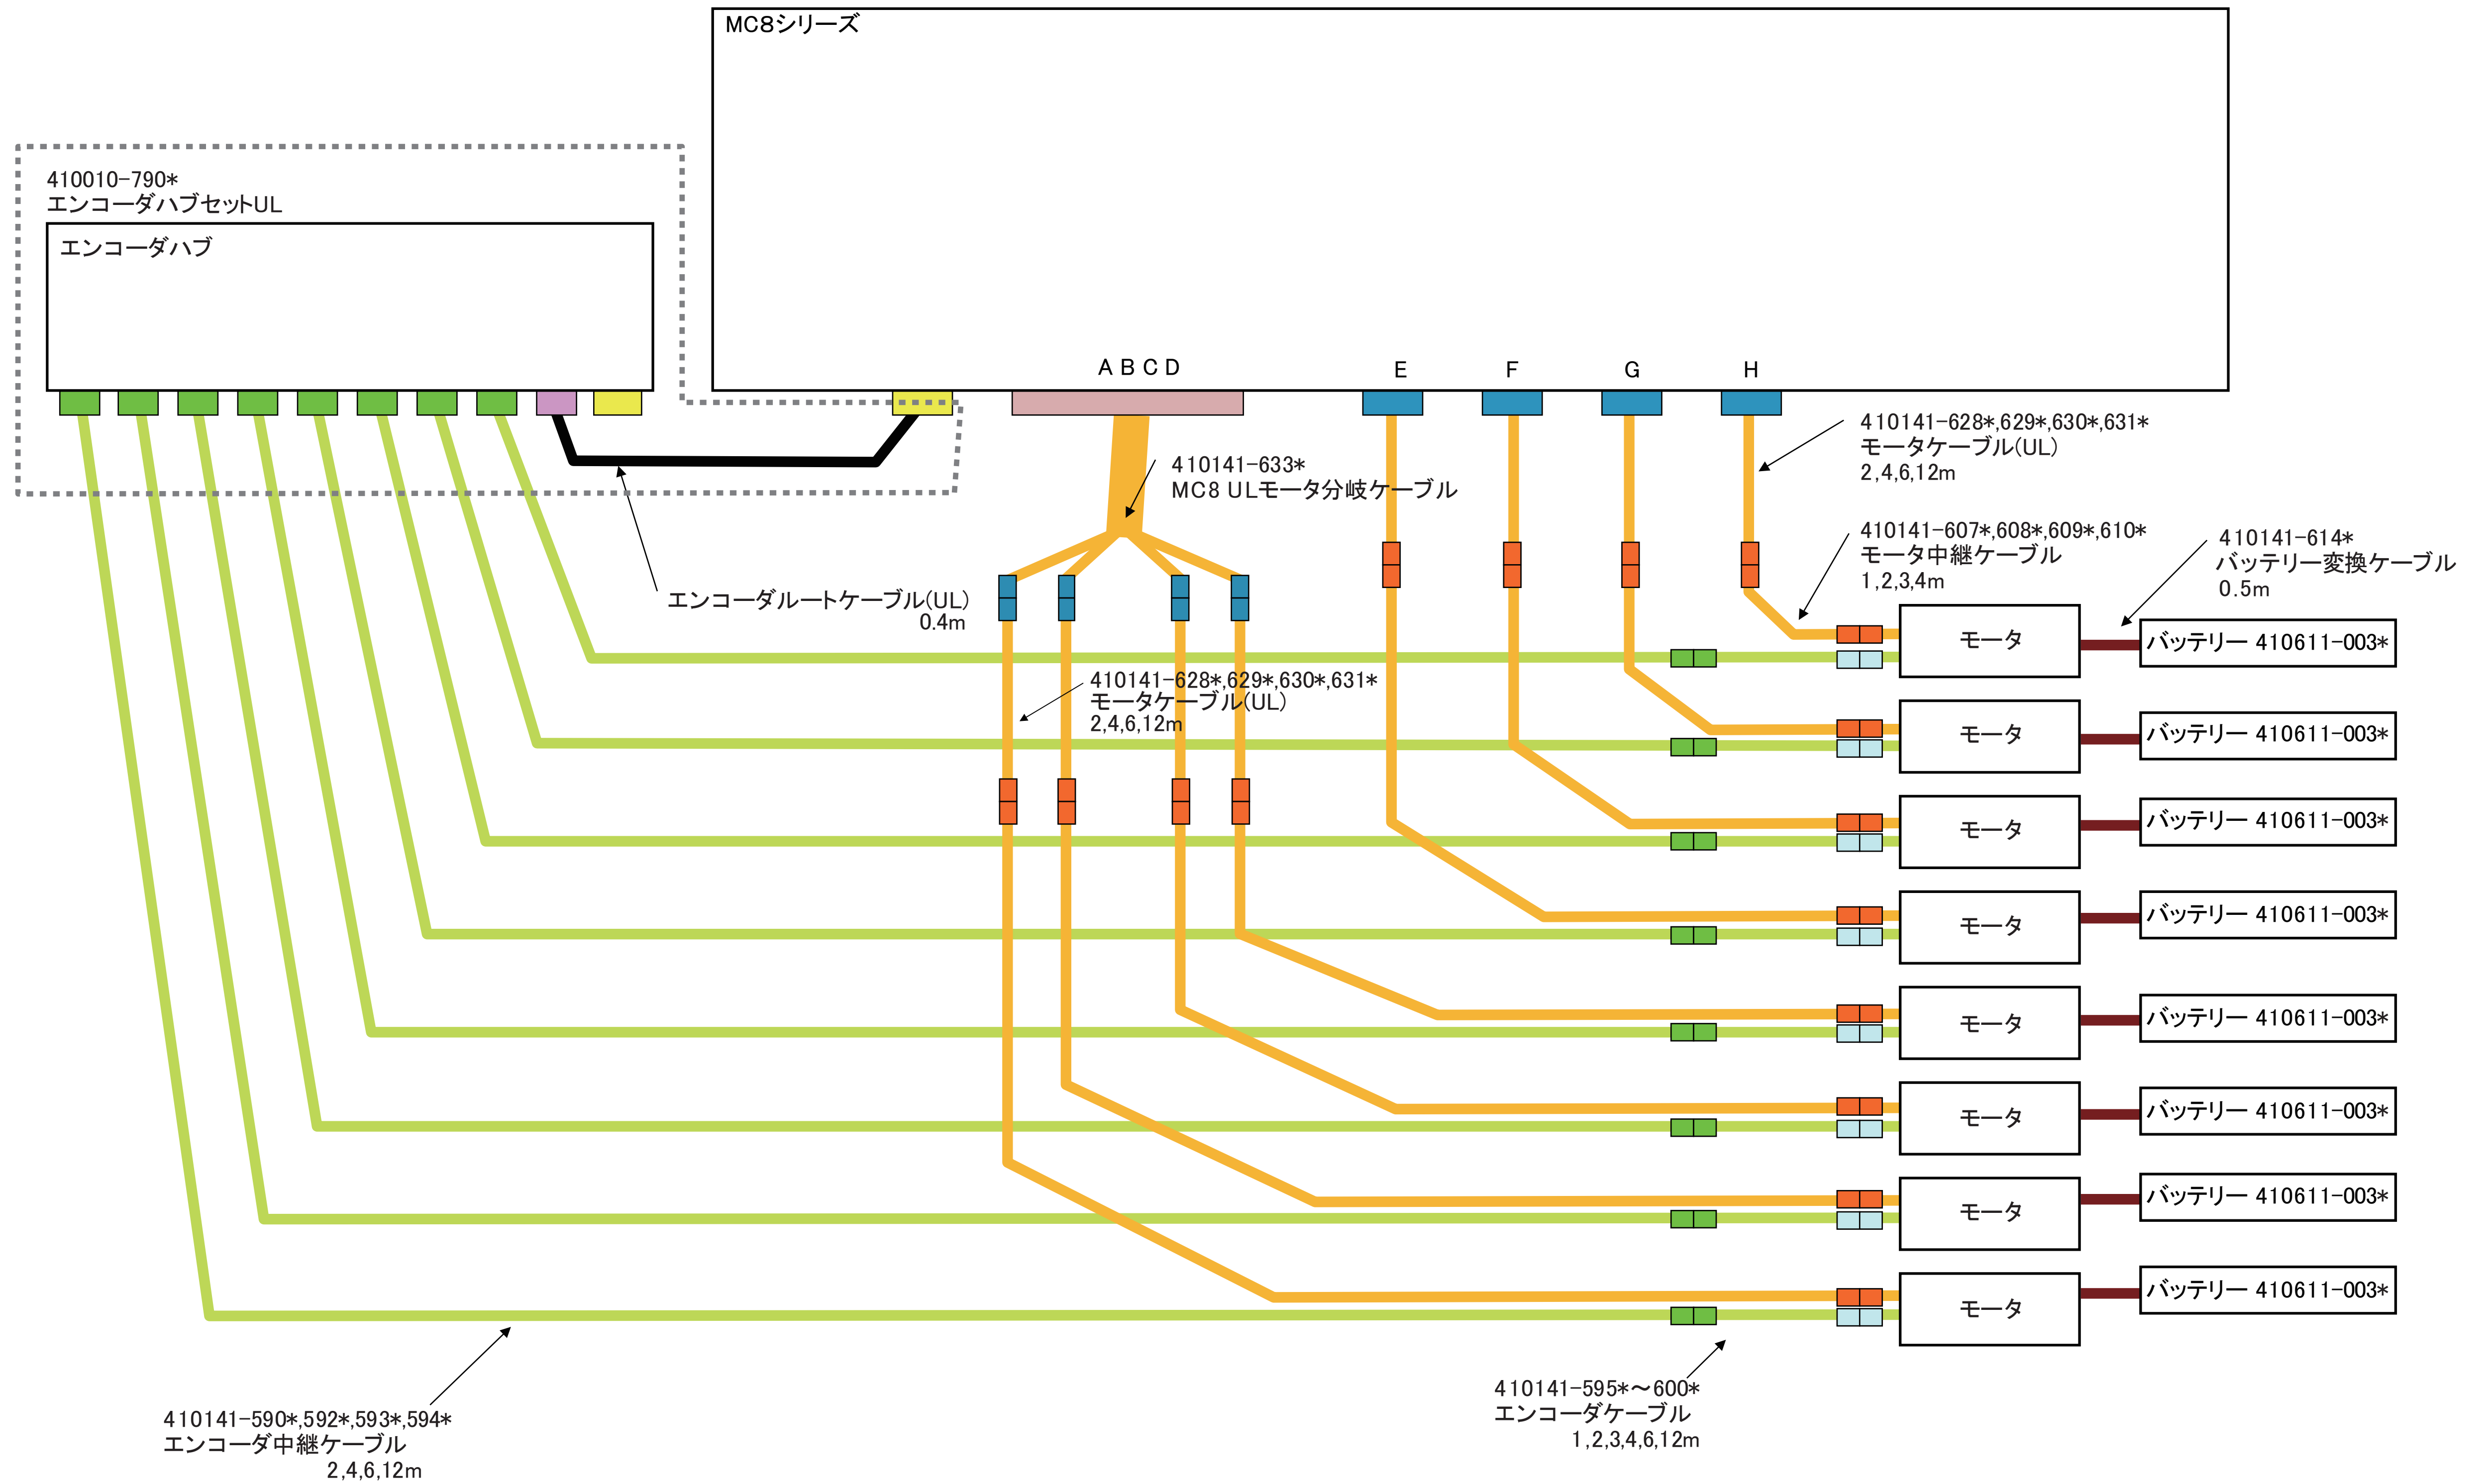 MC8シリーズ
410010-790*
エンコーダハブセットUL
エンコーダハブ
A B C D
E
F
G
H
410141-628*,629*,630*,631*
モータケーブル(UL)
2,4,6,12m
410141-633*
MC8 ULモータ分岐ケーブル
410141-607*,608*,609*,610*
モータ中継ケーブル
1,2,3,4m
410141-614*
バッテリー変換ケーブル
0.5m
エンコーダルートケーブル(UL)
0.4m
モータ
バッテリー 410611-003*
410141-628*,629*,630*,631*
モータケーブル(UL)
2,4,6,12m
モータ
バッテリー 410611-003*
モータ
バッテリー 410611-003*
モータ
バッテリー 410611-003*
モータ
バッテリー 410611-003*
モータ
バッテリー 410611-003*
モータ
バッテリー 410611-003*
モータ
バッテリー 410611-003*
410141-595*～600*
エンコーダケーブル
1,2,3,4,6,12m
410141-590*,592*,593*,594*
エンコーダ中継ケーブル
2,4,6,12m